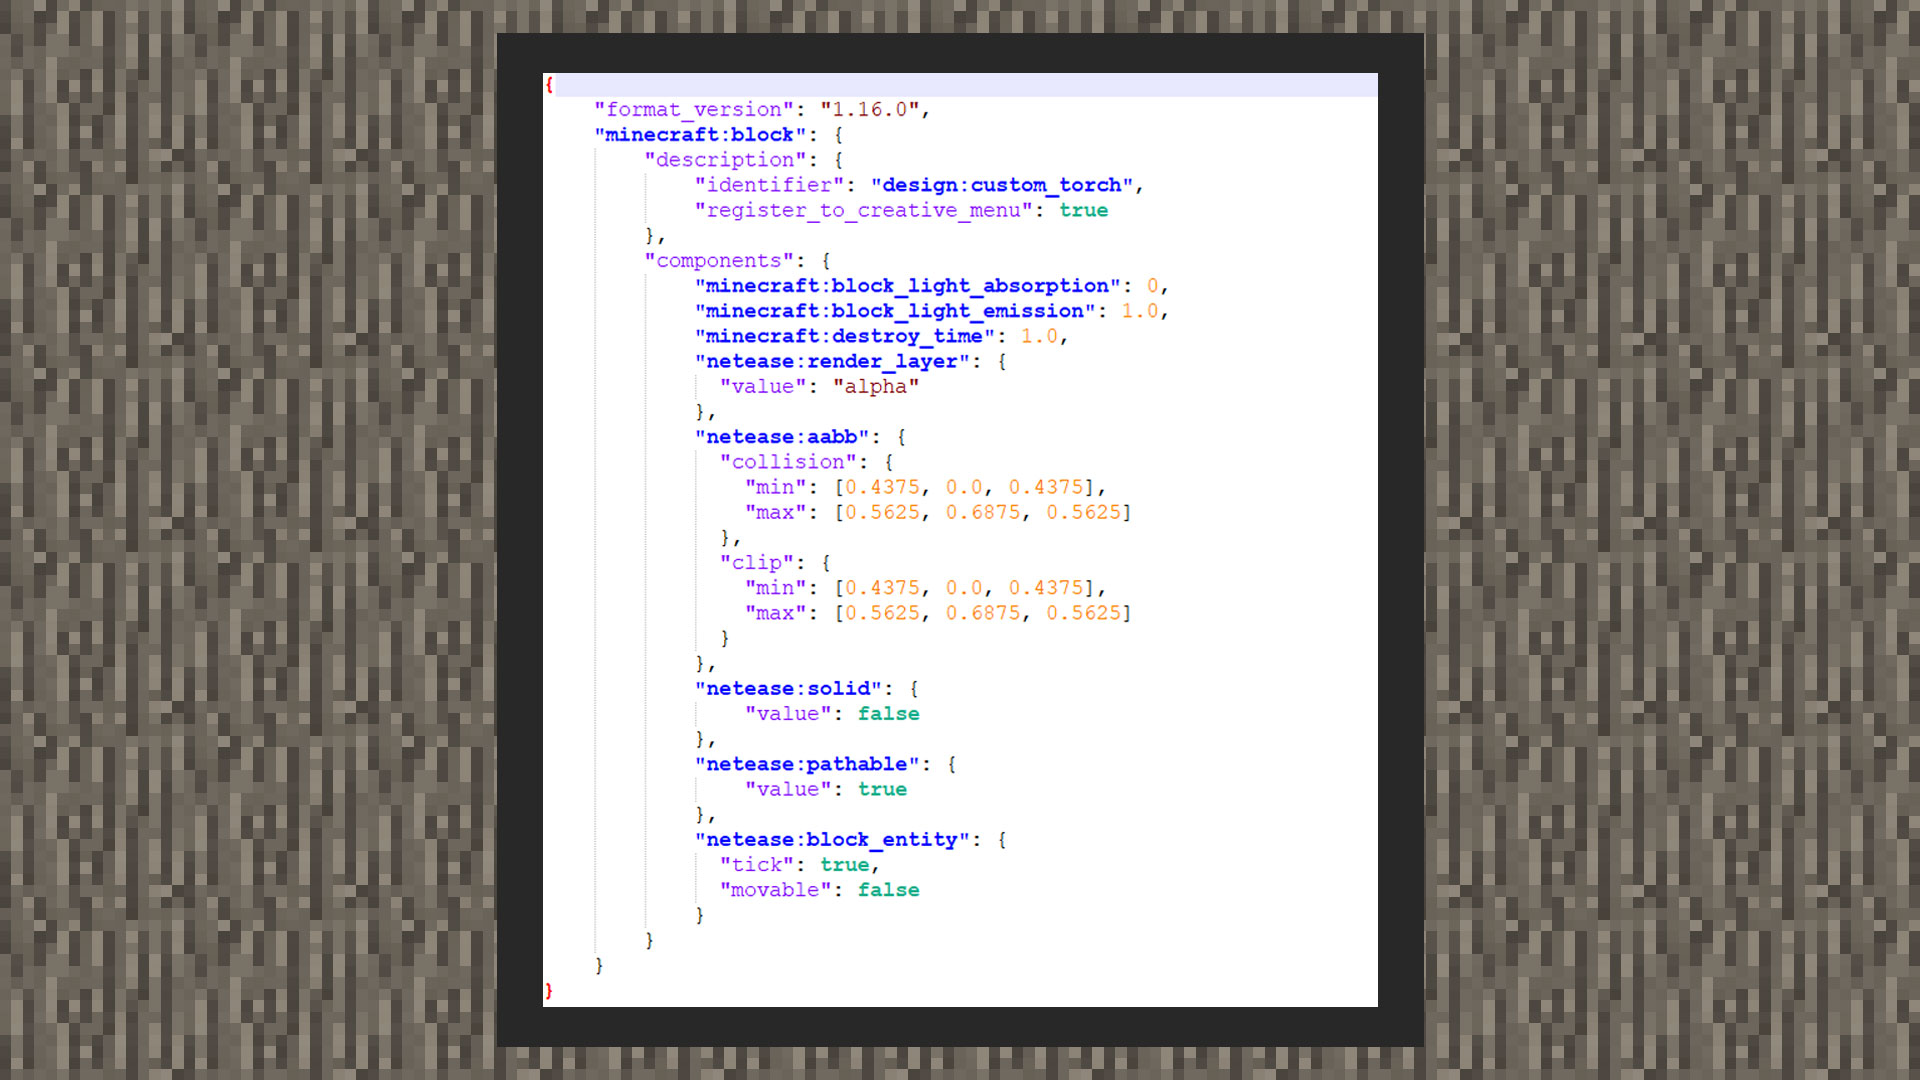 {
    "format_version": "1.16.0",
    "minecraft:block": {
        "description": {
            "identifier": "design:custom_torch",
            "register_to_creative_menu": true
        },
        "components": {
            "minecraft:block_light_absorption": 0,
            "minecraft:block_light_emission": 1.0,
            "minecraft:destroy_time": 1.0,
            "netease:render_layer": {
              "value": "alpha"
            },
            "netease:aabb": {
              "collision": {
                "min": [0.4375, 0.0, 0.4375],
                "max": [0.5625, 0.6875, 0.5625]
              },
              "clip": {
                "min": [0.4375, 0.0, 0.4375],
                "max": [0.5625, 0.6875, 0.5625]
              }
            },
            "netease:solid": {
                "value": false
            },
            "netease:pathable": {
                "value": true
            },
            "netease:block_entity": {
              "tick": true,
              "movable": false
            }
        }
    }
}